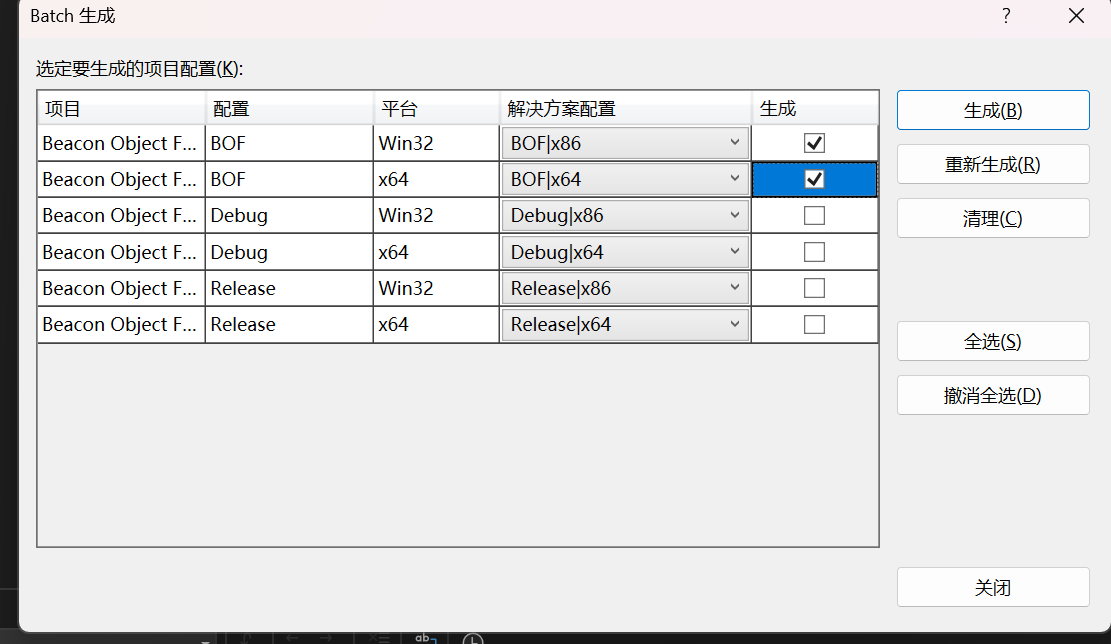 Batch 生成
选定要生成的项目配置(K):
项目 配置 平台 解决方案配置 生成
Beacon Object F... BOF Win32 BOF|x86
Beacon Object F... BOF x64 BOF|x64
Beacon Object F... Debug Win32 Debug|x86
Beacon Object F... Debug x64 Debug|x64
Beacon Object F... Release Win32 Release|x86
Beacon Object F... Release x64 Release|x64
生成(B)
重新生成(R)
清理(C)
全选(S)
撤消全选(D)
关闭
ab